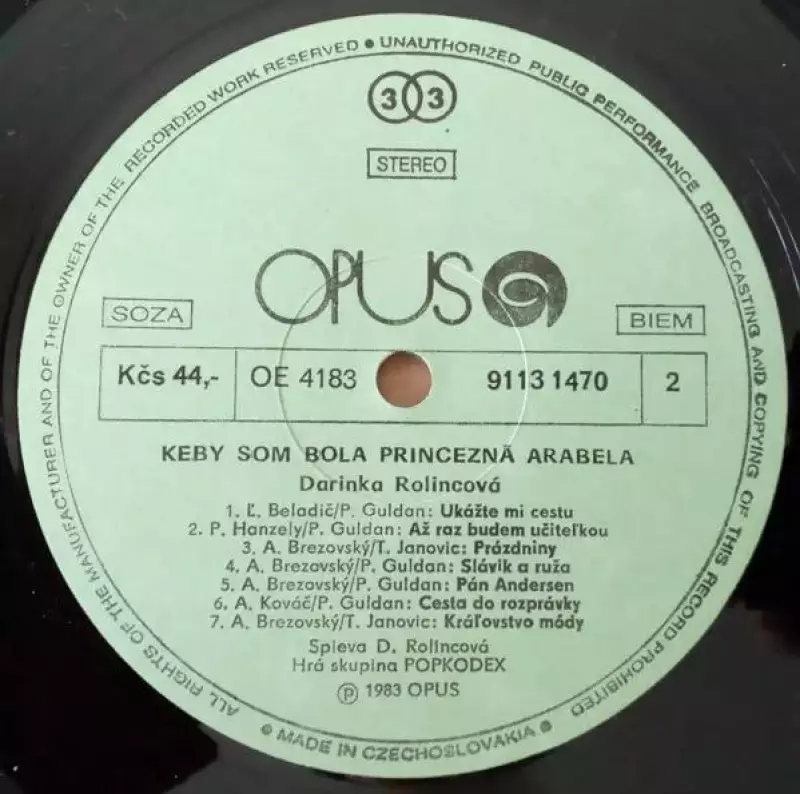 ALL RIGHTS OF THE MANUFACTURER AND OF THE OWNER OF THE RECORDED WORK RESERVED ● UNAUTHORIZED PUBLIC PERFORMANCE BROADCASTING AND COPYING OF THIS RECORD PROHIBITED
● MADE IN CZECHOSLOVAKIA ●
33
STEREO
OPUS
SOZA
BIEM
Kčs 44,- OE 4183 9113 1470 2
KEBY SOM BOLA PRINCEZNÁ ARABELA
Darinka Rolincová
1. Ľ. Beladič/P. Guldan: Ukážte mi cestu
2. P. Hanzely/P. Guldan: Až raz budem učiteľkou
3. A. Brezovský/T. Janovic: Prázdniny
4. A. Brezovský/P. Guldan: Slávik a ruža
5. A. Brezovský/P. Guldan: Pán Andersen
6. A. Kováč/P. Guldan: Cesta do rozprávky
7. A. Brezovský/T. Janovic: Kráľovstvo módy
Spieva D. Rolincová
Hrá skupina POPKODEX
℗ 1983 OPUS